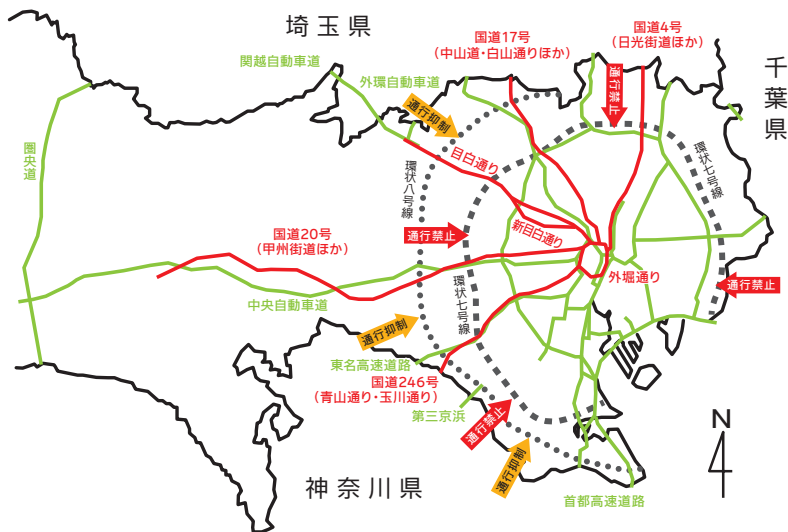 埼玉県
国道17号
(中山道・白山通りほか)
国道4号
(日光街道ほか)
千葉県
関越自動車道
外環自動車道
通行抑制
通行禁止
圏央道
目白通り
環状八号線
環状七号線
国道20号
(甲州街道ほか)
通行禁止
新目白通り
外堀通り
通行禁止
中央自動車道
環状七号線
通行抑制
東名高速道路
国道246号
(青山通り・玉川通り)
第三京浜
通行禁止
通行抑制
N
神奈川県
首都高速道路